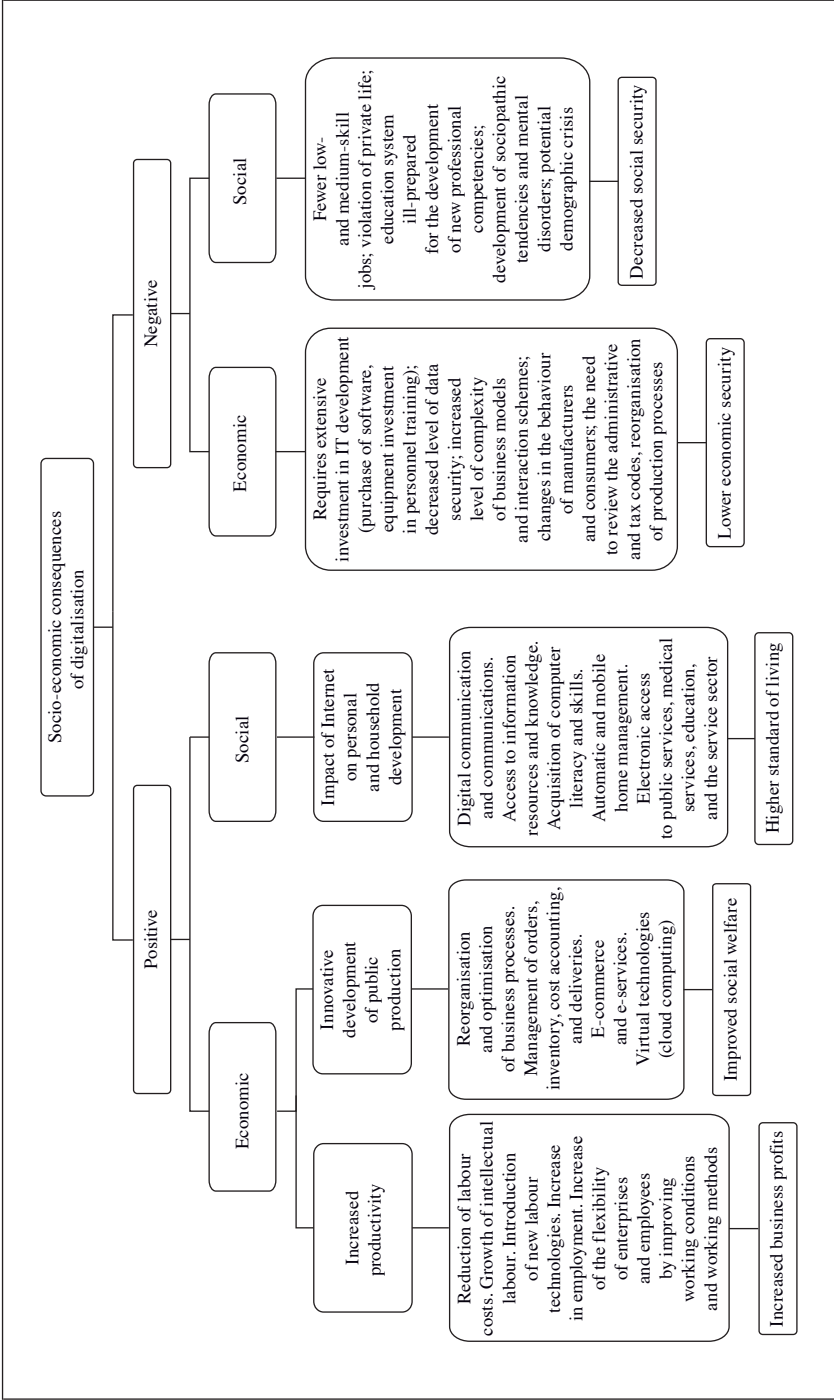 Socio-economic consequences
of digitalisation
Positive
Negative
Economic
Social
Economic
Social
Increased
productivity
Innovative
development
of public
production
Impact of Internet
on personal
and household
development
Reduction of labour
costs. Growth of intellectual
labour. Introduction
of new labour
technologies. Increase
in employment. Increase
of the flexibility
of enterprises
and employees
by improving
working conditions
and working methods
Reorganisation
and optimisation
of business processes.
Management of orders,
inventory, cost accounting,
and deliveries.
E-commerce
and e-services.
Virtual technologies
(cloud computing)
Digital communication
and communications.
Access to information
resources and knowledge.
Acquisition of computer
literacy and skills.
Automatic and mobile
home management.
Electronic access
to public services, medical
services, education,
and the service sector
Requires extensive
investment in IT development
(purchase of software,
equipment investment
in personnel training);
decreased level of data
security; increased
level of complexity
of business models
and interaction schemes;
changes in the behaviour
of manufacturers
and consumers; the need
to review the administrative
and tax codes, reorganisation
of production processes
Fewer low-
and medium-skill
jobs; violation of private life;
education system
ill-prepared
for the development
of new professional
competencies;
development of sociopathic
tendencies and mental
disorders; potential
demographic crisis
Increased business profits
Improved social welfare
Higher standard of living
Lower economic security
Decreased social security